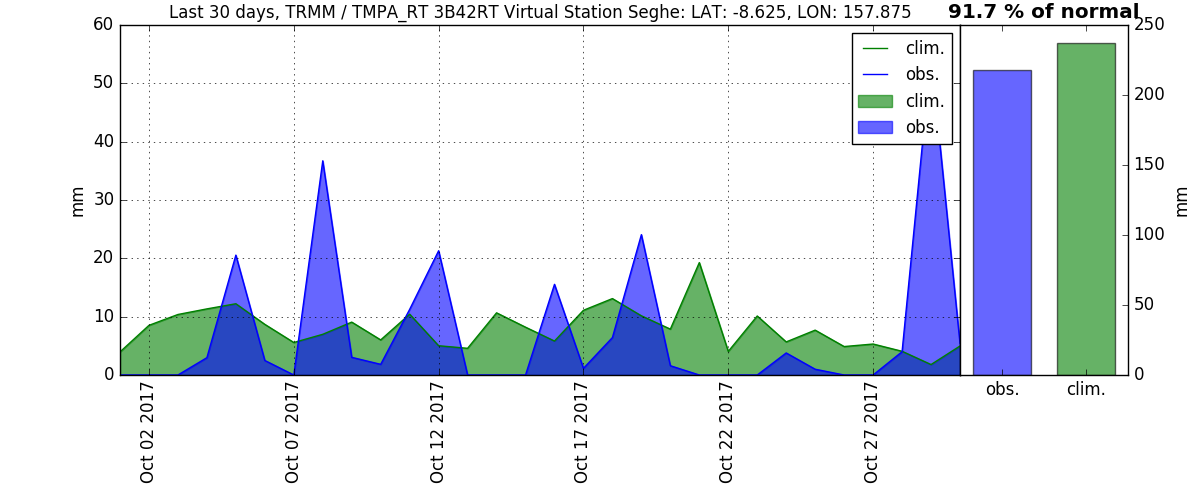 Last 30 days, TRMM / TMPA_RT 3B42RT Virtual Station Seghe: LAT: -8.625, LON: 157.875
91.7 % of normal
60
50
40
30
20
10
0
mm
clim.
obs.
clim.
obs.
250
200
150
100
50
0
mm
obs.
clim.
Oct 02 2017
Oct 07 2017
Oct 12 2017
Oct 17 2017
Oct 22 2017
Oct 27 2017